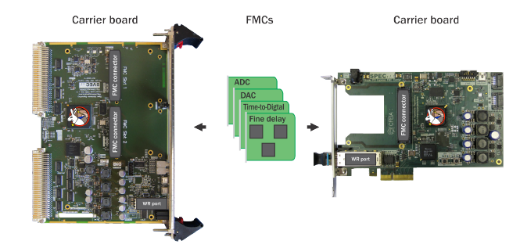 Carrier board
FMCs
Carrier board
FMC connector
FMC connector
WR port
ADC
DAC
Time-to-Digital
Fine delay
FMC connector
WR port